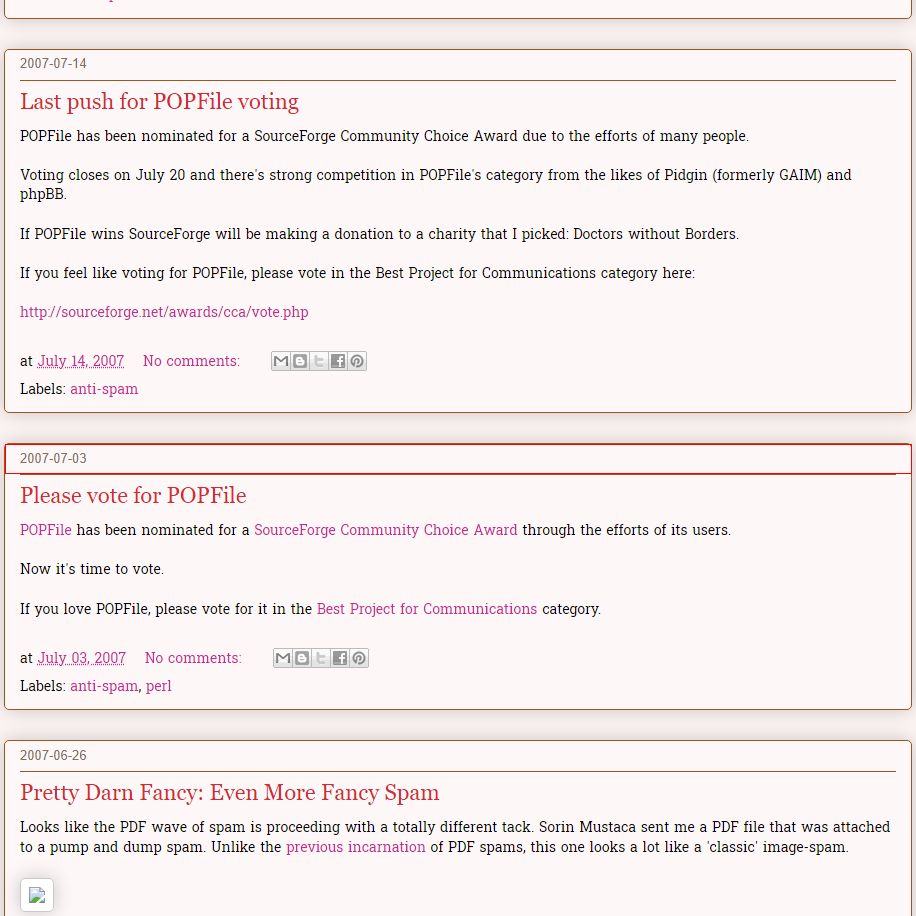 2007-07-14
Last push for POPFile voting
POPFile has been nominated for a SourceForge Community Choice Award due to the efforts of many people.
Voting closes on July 20 and there's strong competition in POPFile's category from the likes of Pidgin (formerly GAIM) and
phpBB.
If POPFile wins SourceForge will be making a donation to a charity that I picked: Doctors without Borders.
If you feel like voting for POPFile, please vote in the Best Project for Communications category here:
http://sourceforge.net/awards/cca/vote.php
at July 14, 2007 No comments:
Labels: anti-spam
2007-07-03
Please vote for POPFile
POPFile has been nominated for a SourceForge Community Choice Award through the efforts of its users.
Now it's time to vote.
If you love POPFile, please vote for it in the Best Project for Communications category.
at July 03, 2007 No comments:
Labels: anti-spam, perl
2007-06-26
Pretty Darn Fancy: Even More Fancy Spam
Looks like the PDF wave of spam is proceeding with a totally different tack. Sorin Mustaca sent me a PDF file that was attached
to a pump and dump spam. Unlike the previous incarnation of PDF spams, this one looks a lot like a 'classic' image-spam.